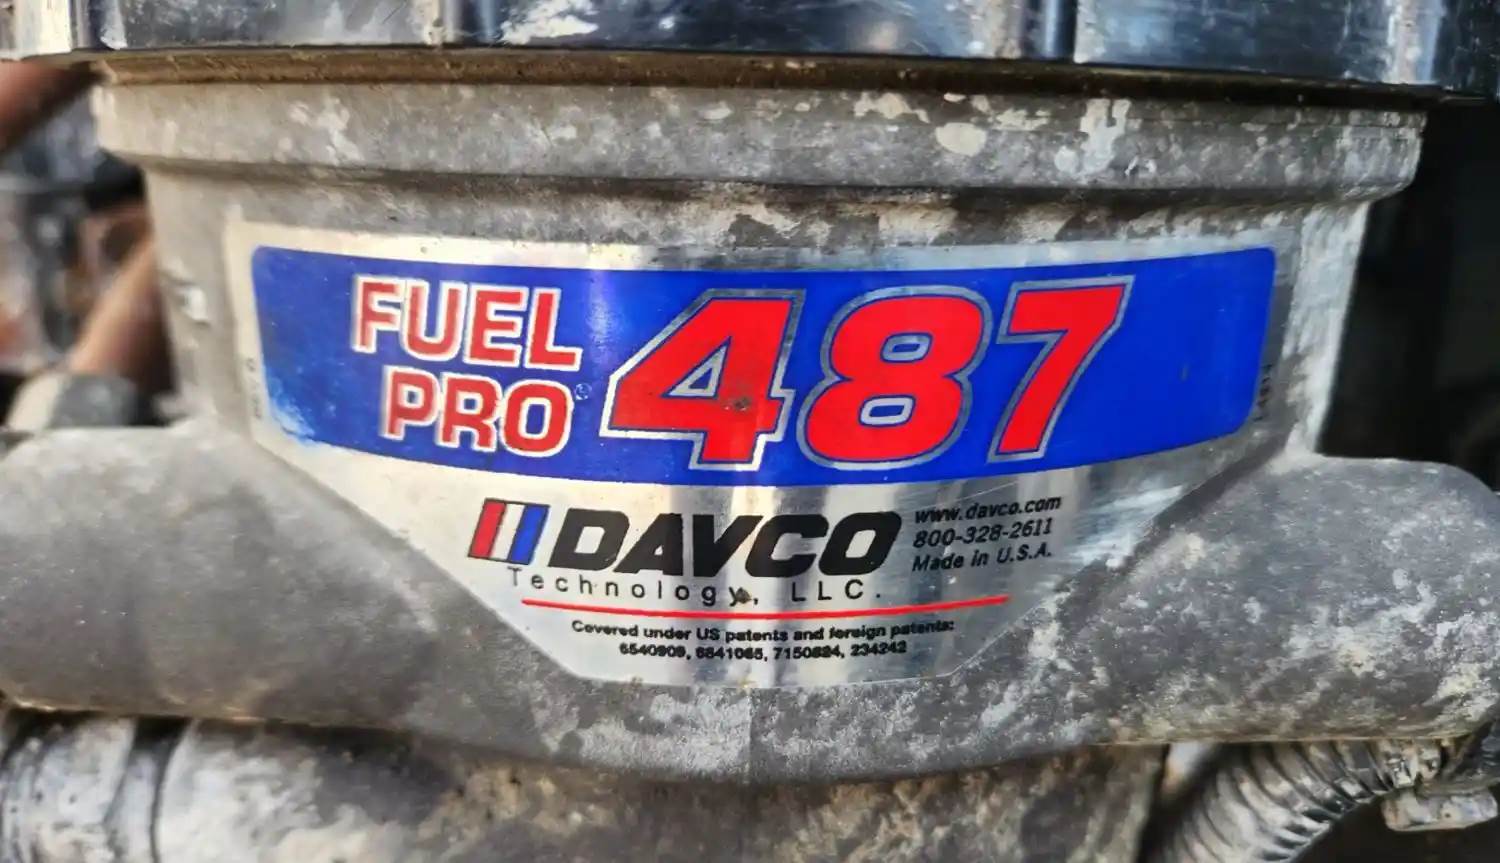 FUEL
PRO 487
DAVCO
Technology, LLC.
www.davco.com
800-328-2611
Made in U.S.A.
Covered under US patents and foreign patents:
6540909, 6841065, 7150824, 234242